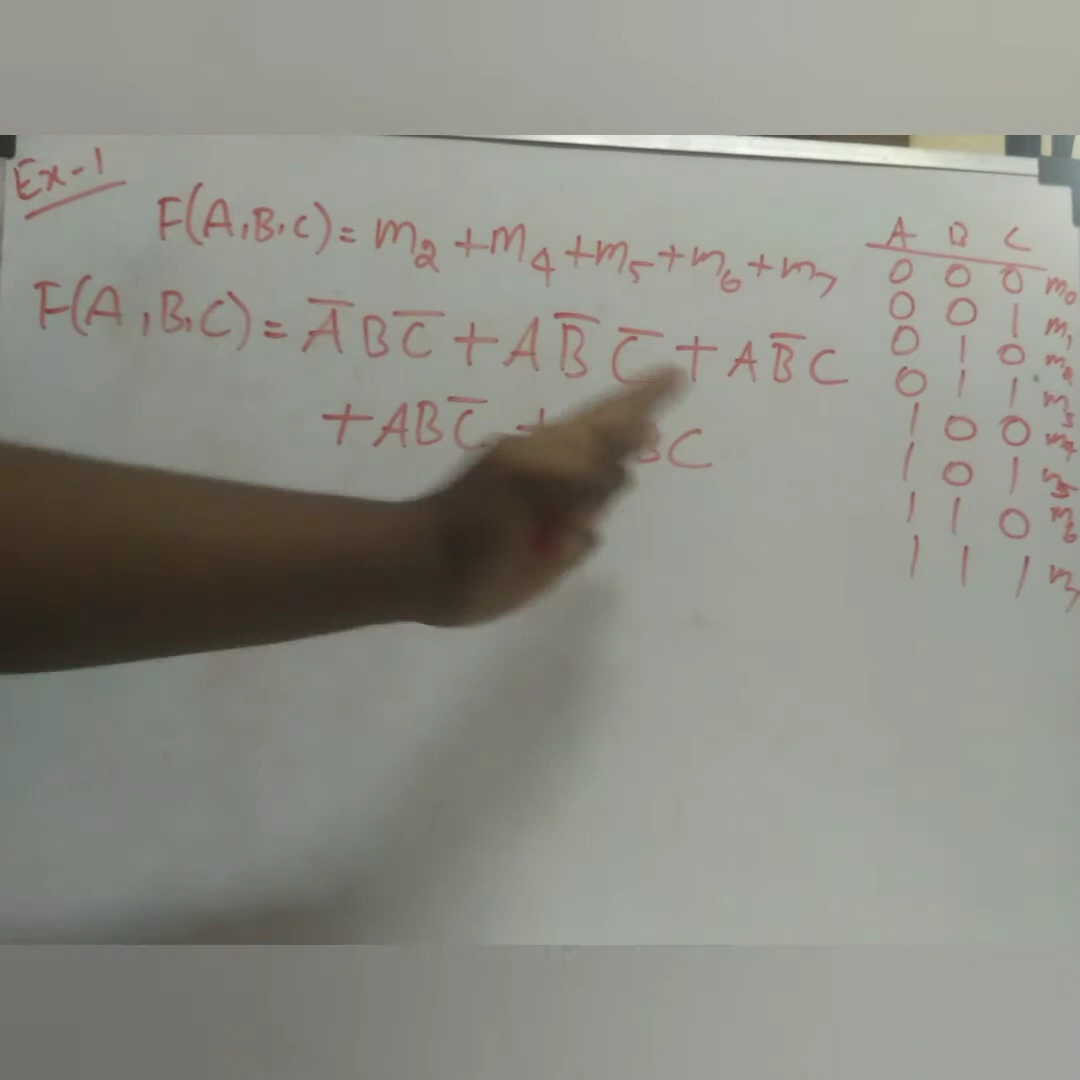 Ex-1
F(A,B,C) = m₂ + m₄ + m₅ + m₆ + m₇
F(A,B,C) = A̅BC̅ + AB̅C̅ + AB̅C
+ ABC̅ + BC
A B C
0 0 0 m₀
0 0 1 m₁
0 1 0 m₂
0 1 1 m₃
1 0 0 m₄
1 0 1 m₅
1 1 0 m₆
1 1 1 m₇